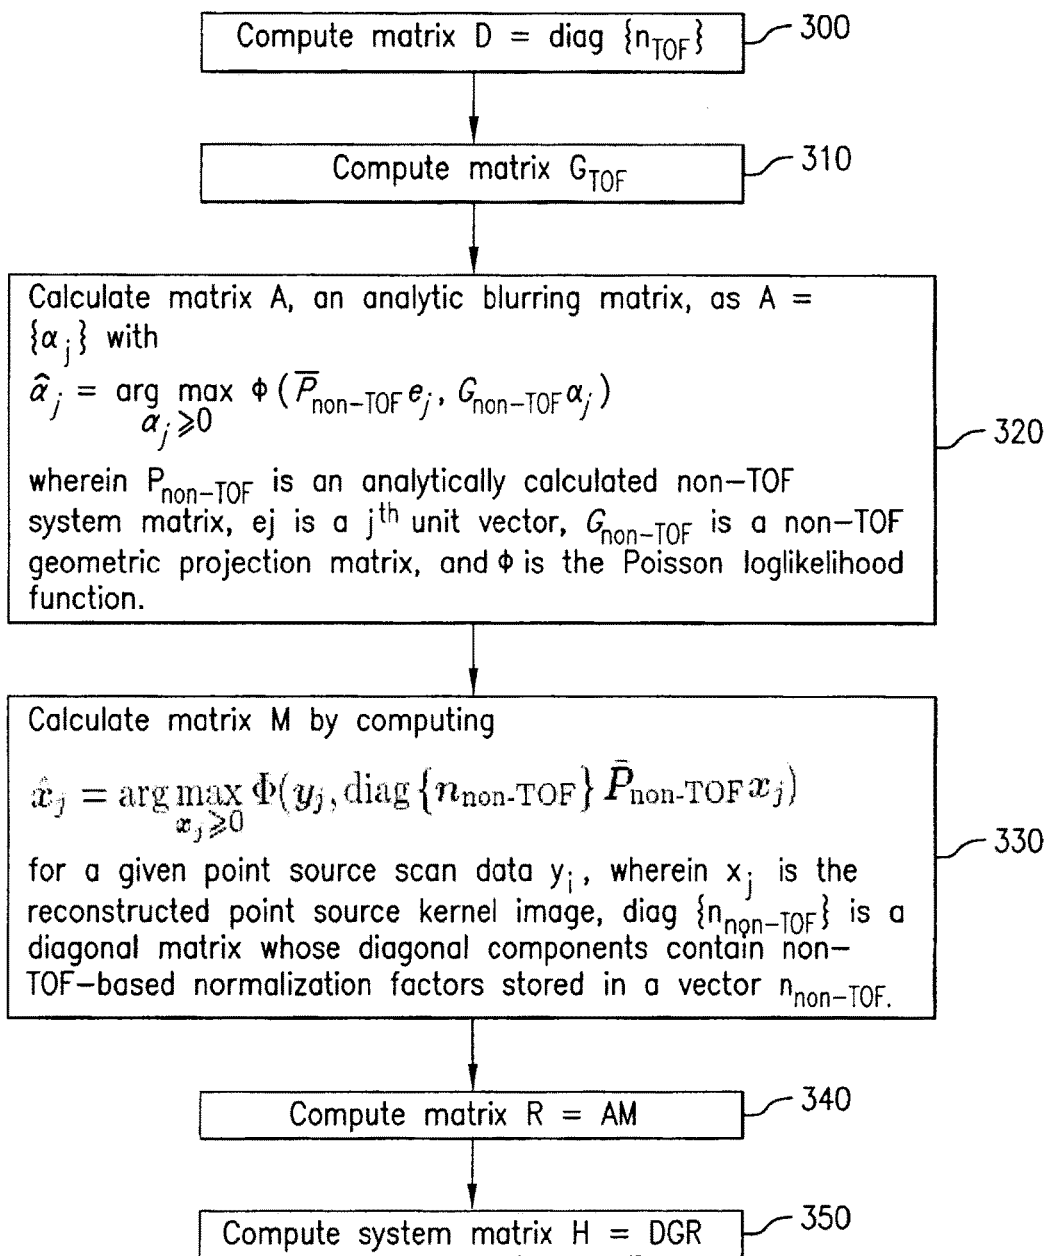 Compute matrix D = diag {n_TOF}
300
Compute matrix G_TOF
310
Calculate matrix A, an analytic blurring matrix, as A =
{α_j} with
α̂_j = arg max Φ ( P̅_non-TOF e_j, G_non-TOF α_j )
α_j ⩾ 0
320
wherein P_non-TOF is an analytically calculated non-TOF
system matrix, ej is a j^th unit vector, G_non-TOF is a non-TOF
geometric projection matrix, and Φ is the Poisson loglikelihood
function.
Calculate matrix M by computing
x̂_j = arg max Φ(y_j, diag{n_non-TOF} P̄_non-TOF x_j)
x_j ⩾ 0
330
for a given point source scan data y_i, wherein x_j is the
reconstructed point source kernel image, diag {n_non-TOF} is a
diagonal matrix whose diagonal components contain non-
TOF-based normalization factors stored in a vector n_non-TOF.
Compute matrix R = AM
340
Compute system matrix H = DGR
350